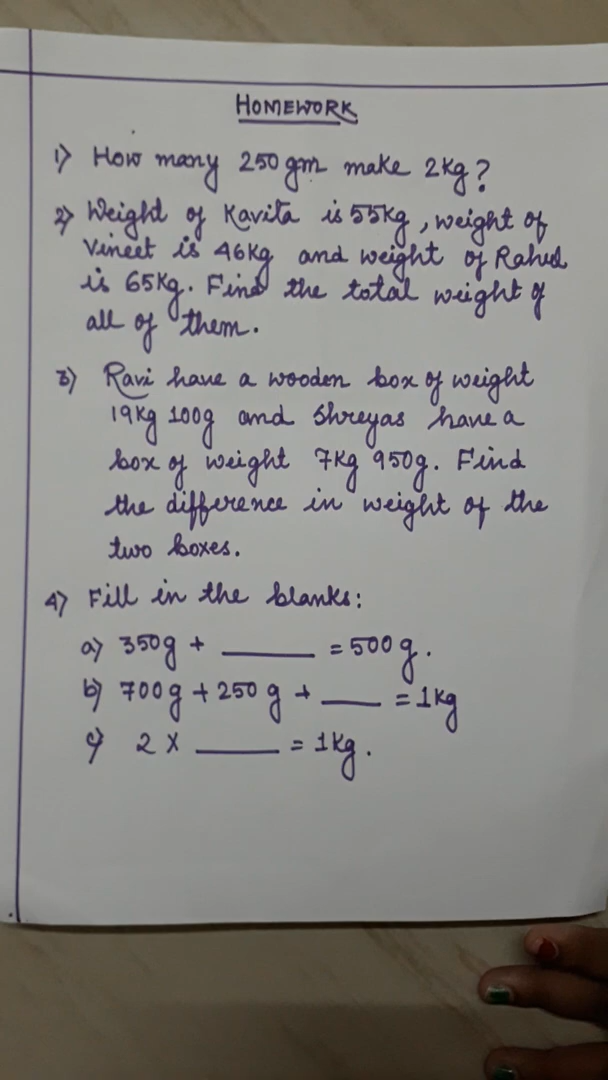 HOMEWORK
1) How many 250 gm make 2kg?
2) Weight of Kavita is 55kg, weight of
Vineet is 46kg and weight of Rahul
is 65kg. Find the total weight of
all of them.
3) Ravi have a wooden box of weight
19kg 100g and Shreyas have a
box of weight 7kg 950g. Find
the difference in weight of the
two boxes.
4) Fill in the blanks:
a) 350g + ______ = 500g.
b) 700g + 250g + ____ = 1kg
c) 2 x ______ = 1kg.